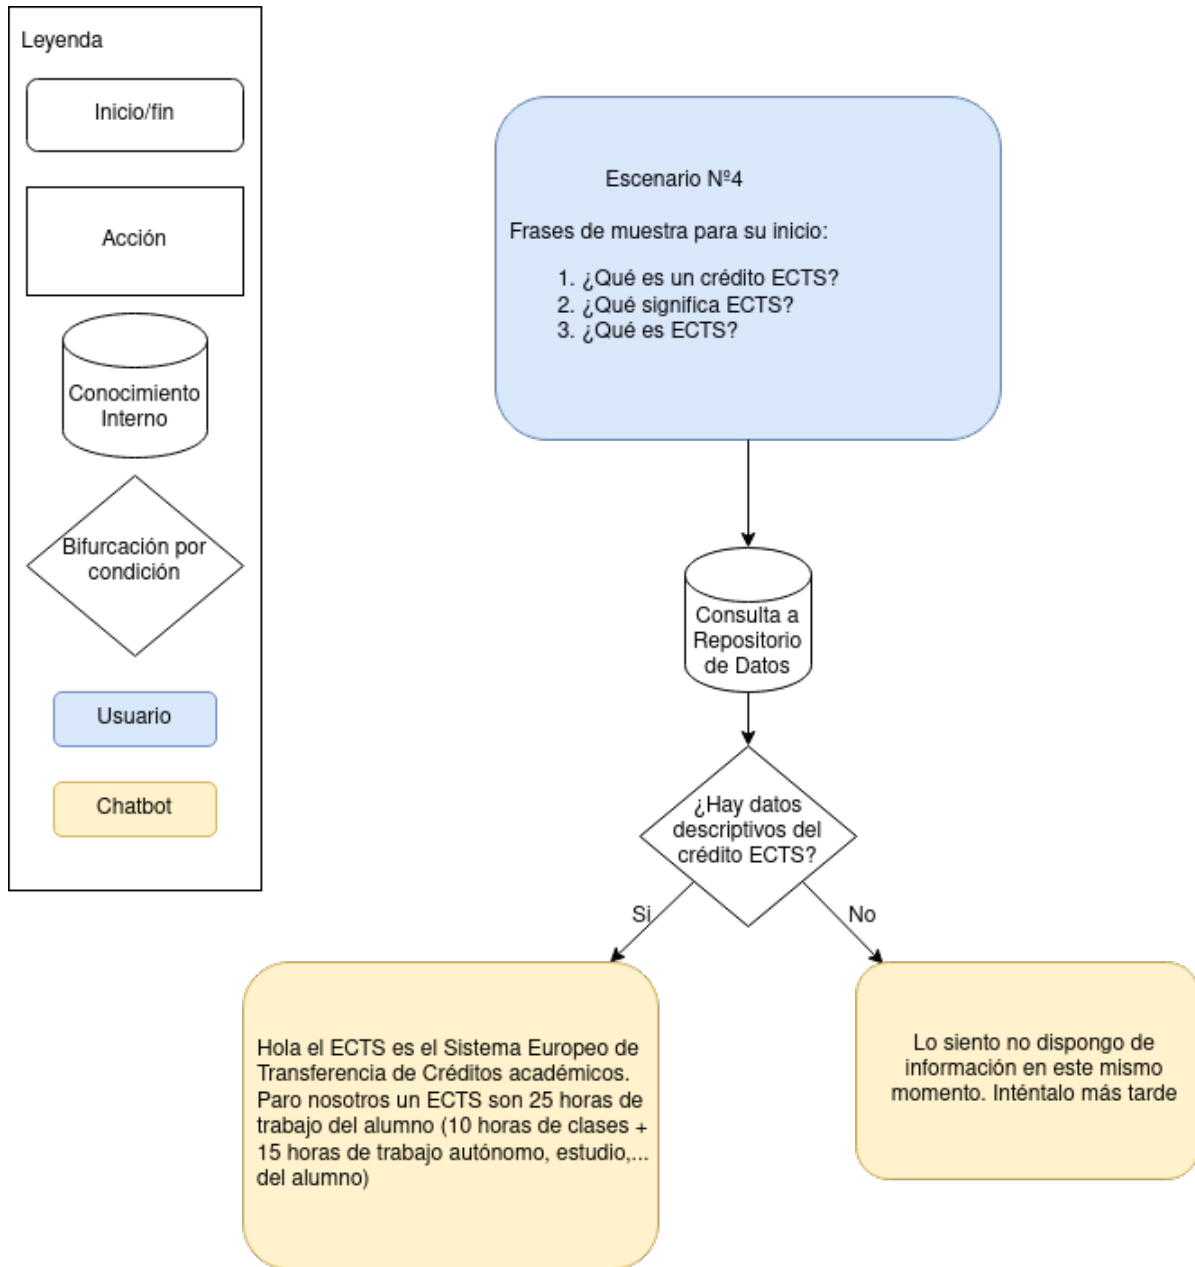 Leyenda
Inicio/fin
Acción
Conocimiento
Interno
Bifurcación por
condición
Usuario
Chatbot
Escenario Nº4
Frases de muestra para su inicio:
1. ¿Qué es un crédito ECTS?
2. ¿Qué significa ECTS?
3. ¿Qué es ECTS?
Consulta a
Repositorio
de Datos
¿Hay datos
descriptivos del
crédito ECTS?
Si
No
Hola el ECTS es el Sistema Europeo de
Transferencia de Créditos académicos.
Paro nosotros un ECTS son 25 horas de
trabajo del alumno (10 horas de clases +
15 horas de trabajo autónomo, estudio,...
del alumno)
Lo siento no dispongo de
información en este mismo
momento. Inténtalo más tarde